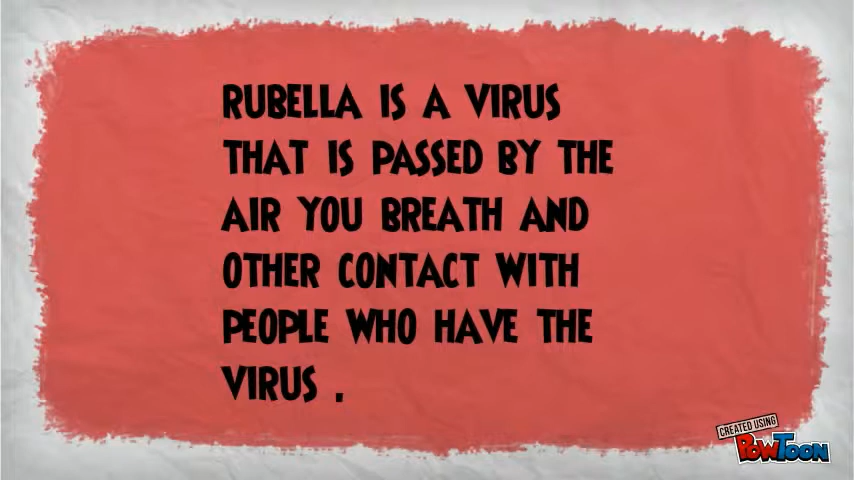 RUBELLA IS A VIRUS
THAT IS PASSED BY THE
AIR YOU BREATH AND
OTHER CONTACT WITH
PEOPLE WHO HAVE THE
VIRUS .
CREATED USING
POWTOON